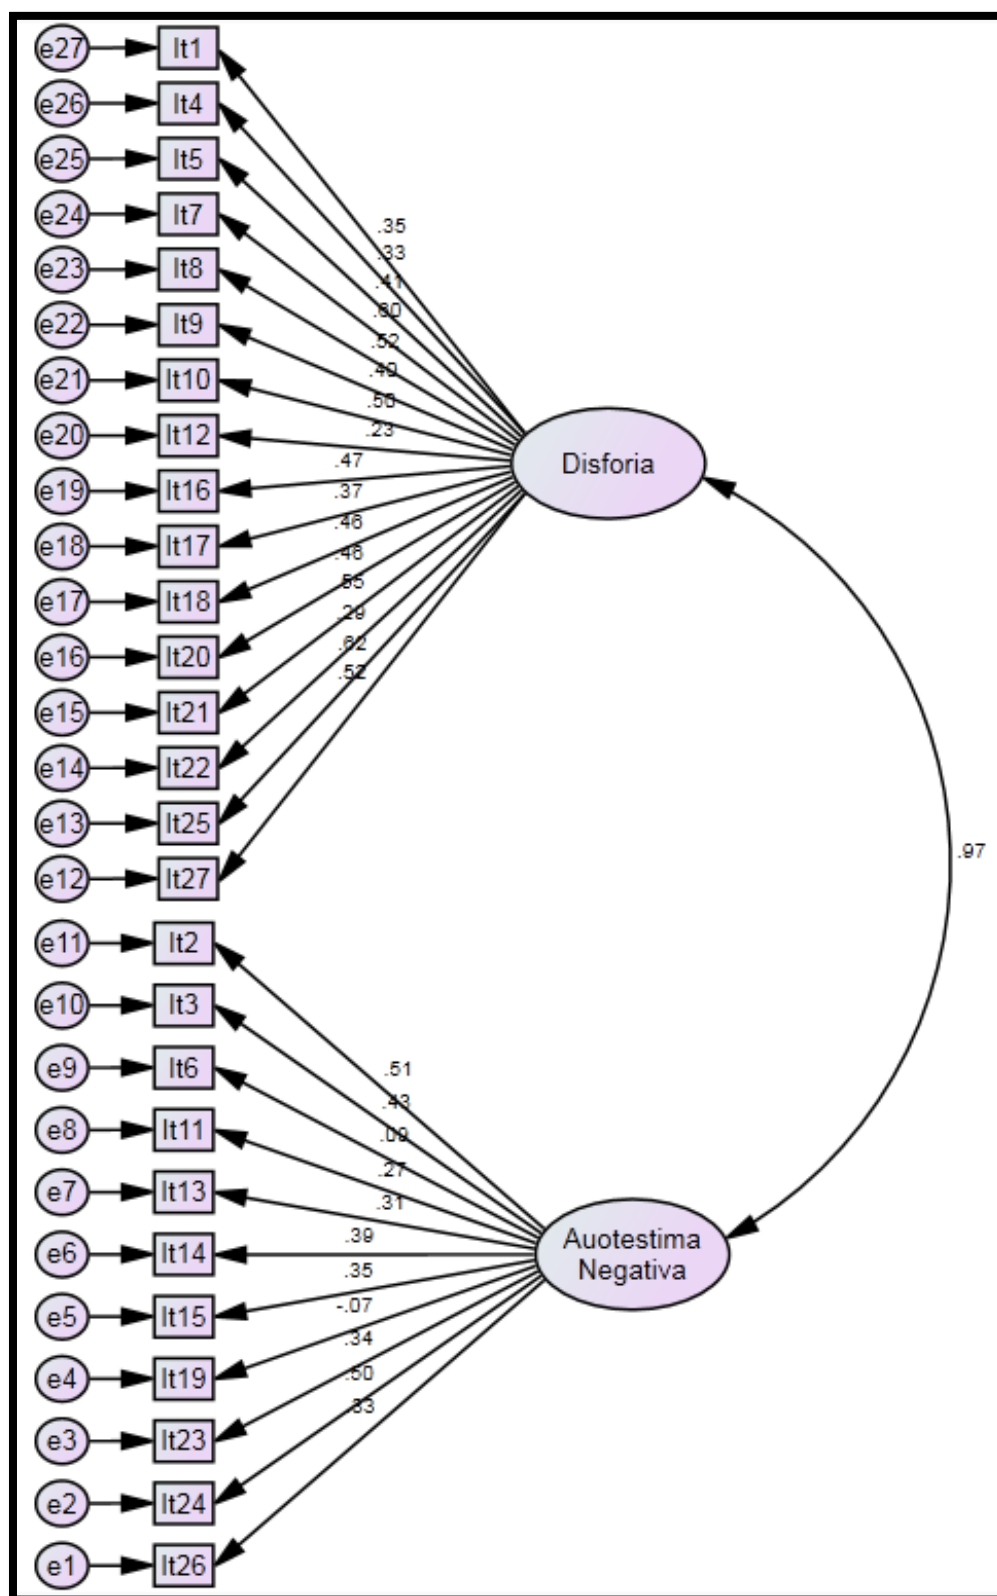 e27 It1
e26 It4
e25 It5
e24 It7
e23 It8
e22 It9
e21 It10
e20 It12
e19 It16
e18 It17
e17 It18
e16 It20
e15 It21
e14 It22
e13 It25
e12 It27
.35
.33
.41
.60
.52
.23
.47
.37
.46
.46
.55
.29
.62
.52
Disforia
.97
e11 It2
e10 It3
e9 It6
e8 It11
e7 It13
e6 It14
e5 It15
e4 It19
e3 It23
e2 It24
e1 It26
.51
.43
.09
.27
.31
.39
.35
-.07
.34
.50
.33
Auotestima
Negativa